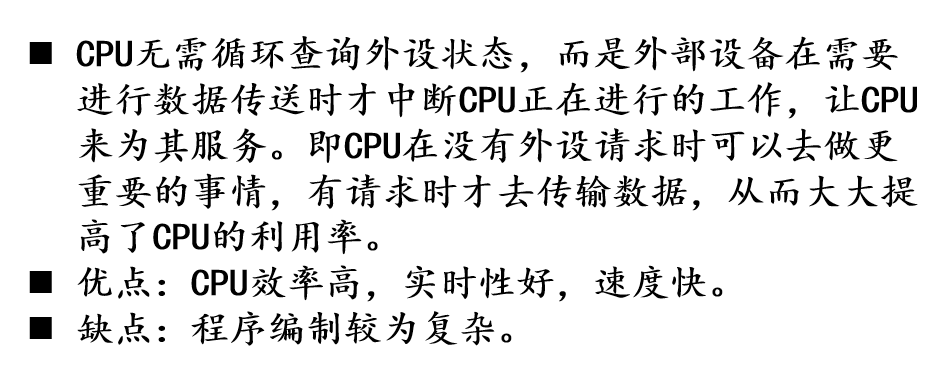 ■ CPU无需循环查询外设状态，而是外部设备在需要
进行数据传送时才中断CPU正在进行的工作，让CPU
来为其服务。即CPU在没有外设请求时可以去做更
重要的事情，有请求时才去传输数据，从而大大提
高了CPU的利用率。
■ 优点：CPU效率高，实时性好，速度快。
■ 缺点：程序编制较为复杂。